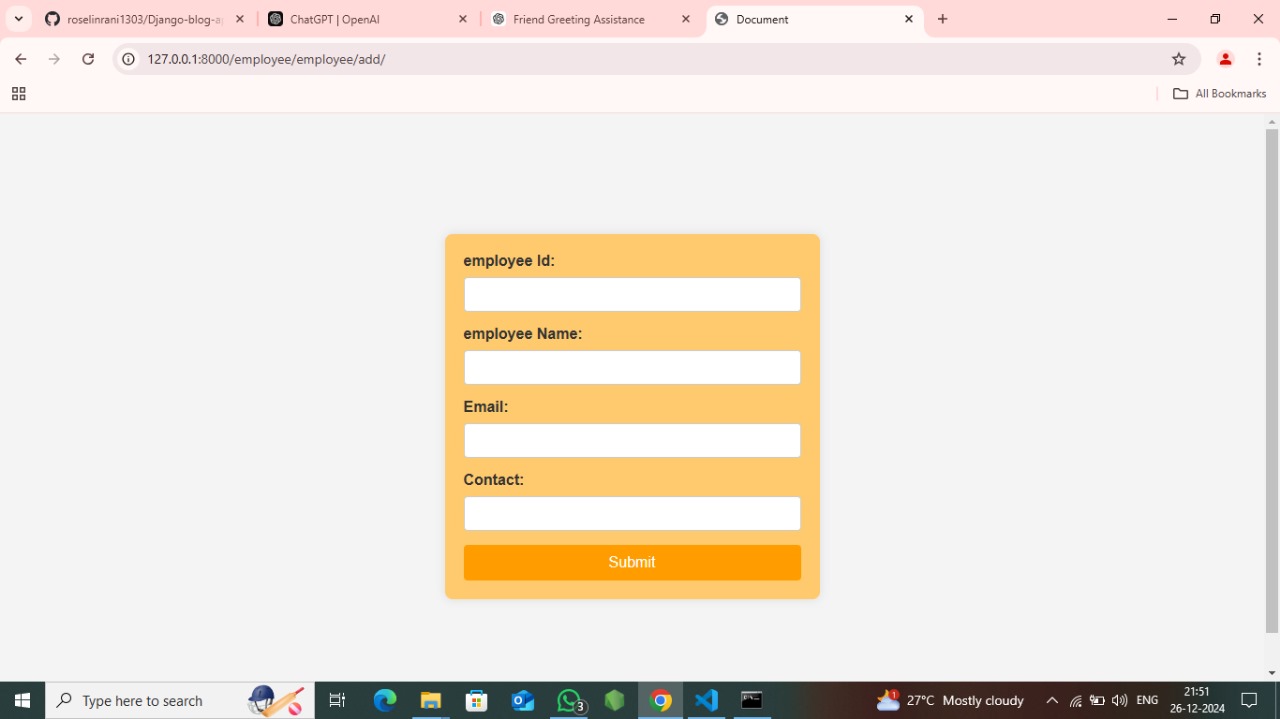 roselinrani1303/Django-blog-a
ChatGPT | OpenAI
Friend Greeting Assistance
Document
127.0.0.1:8000/employee/employee/add/
All Bookmarks
employee Id:
employee Name:
Email:
Contact:
Submit
Type here to search
3
1
27°C Mostly cloudy
ENG
21:51
26-12-2024